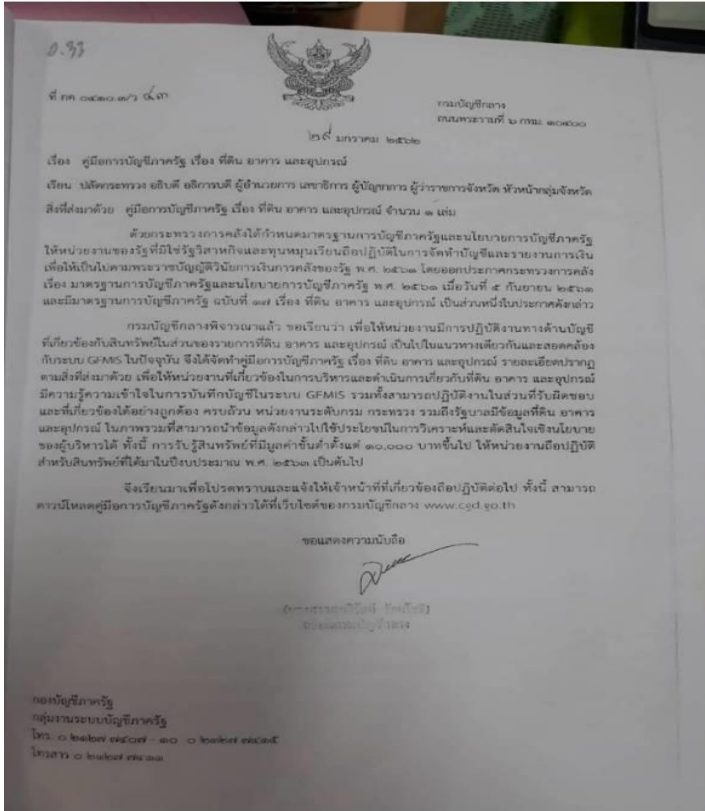 ว.43
ที่ กค ๐๔๑๐.๓/ว ๔๓
กรมบัญชีกลาง
ถนนพระรามที่ ๖ กทม. ๑๐๔๐๐
๒๙ มกราคม ๒๕๖๒
เรื่อง คู่มือการบัญชีภาครัฐ เรื่อง ที่ดิน อาคาร และอุปกรณ์
เรียน ปลัดกระทรวง อธิบดี อธิการบดี ผู้อำนวยการ เลขาธิการ ผู้บัญชาการ ผู้ว่าราชการจังหวัด หัวหน้ากลุ่มจังหวัด
สิ่งที่ส่งมาด้วย คู่มือการบัญชีภาครัฐ เรื่อง ที่ดิน อาคาร และอุปกรณ์ จำนวน ๑ เล่ม
ด้วยกระทรวงการคลังได้กำหนดมาตรฐานการบัญชีภาครัฐและนโยบายการบัญชีภาครัฐ
ให้หน่วยงานของรัฐที่มิใช่รัฐวิสาหกิจและทุนหมุนเวียนถือปฏิบัติในการจัดทำบัญชีและรายงานการเงิน
เพื่อให้เป็นไปตามพระราชบัญญัติวินัยการเงินการคลังของรัฐ พ.ศ. ๒๕๖๑ โดยออกประกาศกระทรวงการคลัง
เรื่อง มาตรฐานการบัญชีภาครัฐและนโยบายการบัญชีภาครัฐ พ.ศ. ๒๕๖๑ เมื่อวันที่ ๕ กันยายน ๒๕๖๑
และมีมาตรฐานการบัญชีภาครัฐ ฉบับที่ ๑๗ เรื่อง ที่ดิน อาคาร และอุปกรณ์ เป็นส่วนหนึ่งในประกาศดังกล่าว
กรมบัญชีกลางพิจารณาแล้ว ขอเรียนว่า เพื่อให้หน่วยงานมีการปฏิบัติงานทางด้านบัญชี
ที่เกี่ยวข้องกับสินทรัพย์ในส่วนของรายการที่ดิน อาคาร และอุปกรณ์ เป็นไปในแนวทางเดียวกันและสอดคล้อง
กับระบบ GFMIS ในปัจจุบัน จึงได้จัดทำคู่มือการบัญชีภาครัฐ เรื่อง ที่ดิน อาคาร และอุปกรณ์ รายละเอียดปรากฏ
ตามสิ่งที่ส่งมาด้วย เพื่อให้หน่วยงานที่เกี่ยวข้องในการบริหารและดำเนินการเกี่ยวกับที่ดิน อาคาร และอุปกรณ์
มีความรู้ความเข้าใจในการบันทึกบัญชีในระบบ GFMIS รวมทั้งสามารถปฏิบัติงานในส่วนที่รับผิดชอบ
และที่เกี่ยวข้องได้อย่างถูกต้อง ครบถ้วน หน่วยงานระดับกรม กระทรวง รวมถึงรัฐบาลมีข้อมูลที่ดิน อาคาร
และอุปกรณ์ ในภาพรวมที่สามารถนำข้อมูลดังกล่าวไปใช้ประโยชน์ในการวิเคราะห์และตัดสินใจเชิงนโยบาย
ของผู้บริหารได้ ทั้งนี้ การรับรู้สินทรัพย์ที่มีมูลค่าขั้นต่ำตั้งแต่ ๑๐,๐๐๐ บาทขึ้นไป ให้หน่วยงานถือปฏิบัติ
สำหรับสินทรัพย์ที่ได้มาในปีงบประมาณ พ.ศ. ๒๕๖๓ เป็นต้นไป
จึงเรียนมาเพื่อโปรดทราบและแจ้งให้เจ้าหน้าที่ที่เกี่ยวข้องถือปฏิบัติต่อไป ทั้งนี้ สามารถ
ดาวน์โหลดคู่มือการบัญชีภาครัฐดังกล่าวได้ที่เว็บไซต์ของกรมบัญชีกลาง www.cgd.go.th
ขอแสดงความนับถือ
อธิบดีกรมบัญชีกลาง
กองบัญชีภาครัฐ
กลุ่มงานระบบบัญชีภาครัฐ
โทร. ๐ ๒๑๒๗ ๗๔๐๗ - ๑๐ ๐ ๒๑๒๗ ๗๔๑๕
โทรสาร ๐ ๒๑๒๗